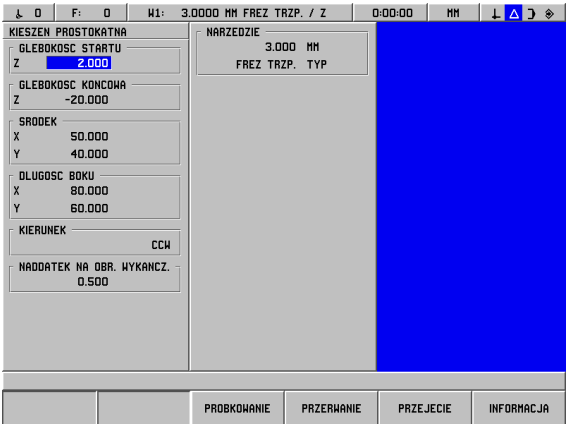 0 F: 0 W1: 3.0000 MM FREZ TRZP. / Z 0:00:00 MM
KIESZEN PROSTOKATNA
GLEBOKOSC STARTU
Z 2.000
GLEBOKOSC KONCOWA
Z -20.000
SRODEK
X 50.000
Y 40.000
DLUGOSC BOKU
X 80.000
Y 60.000
KIERUNEK
CCW
NADDATEK NA OBR. WYKANCZ.
0.500
NARZEDZIE
3.000 MM
FREZ TRZP. TYP
PROBKOWANIE PRZERWANIE PRZEJECIE INFORMACJA